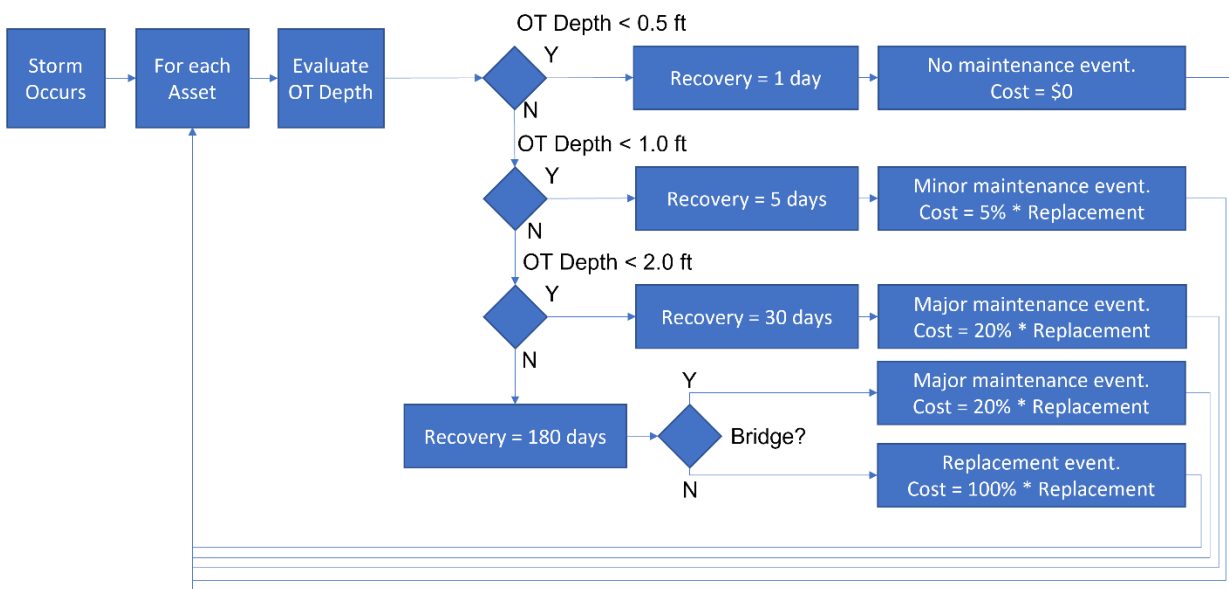 OT Depth < 0.5 ft
Storm
Occurs
For each
Asset
Evaluate
OT Depth
Y
Recovery = 1 day
No maintenance event.
Cost = $0
N
OT Depth < 1.0 ft
Y
Recovery = 5 days
Minor maintenance event.
Cost = 5% * Replacement
N
OT Depth < 2.0 ft
Y
Recovery = 30 days
Major maintenance event.
Cost = 20% * Replacement
N
Recovery = 180 days
Y
Bridge?
Major maintenance event.
Cost = 20% * Replacement
N
Replacement event.
Cost = 100% * Replacement